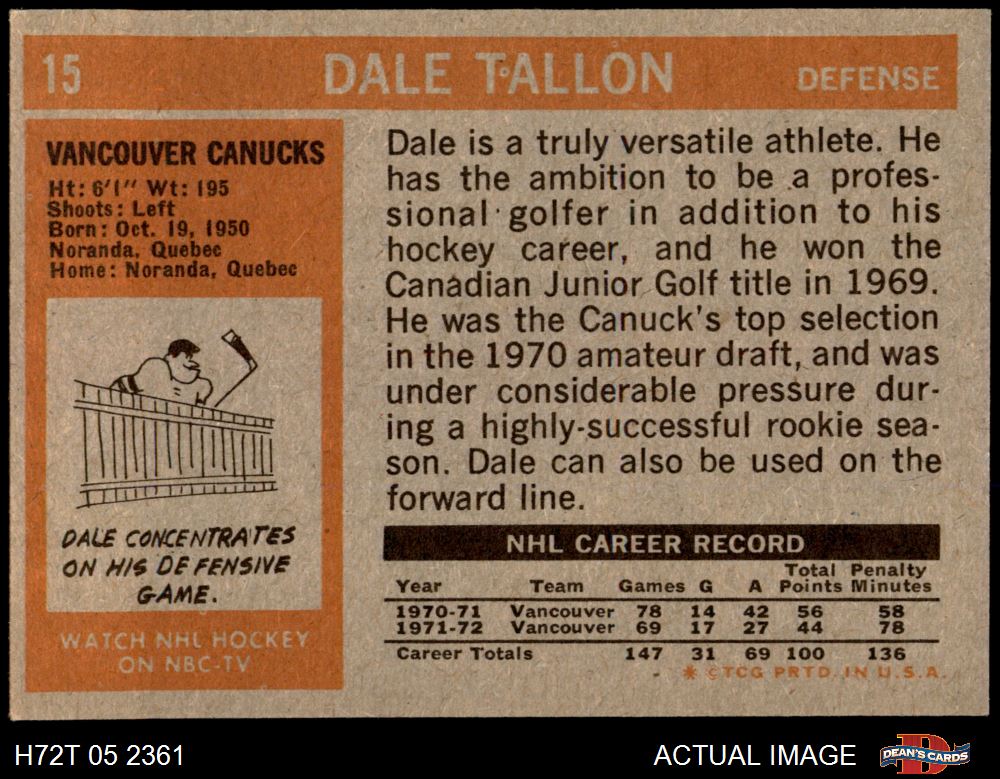 15 DALE TALLON DEFENSE
VANCOUVER CANUCKS
Ht: 6'1" Wt: 195
Shoots: Left
Born: Oct. 19, 1950
Noranda, Quebec
Home: Noranda, Quebec
DALE CONCENTRATES
ON HIS DEFENSIVE
GAME.
WATCH NHL HOCKEY
ON NBC-TV
Dale is a truly versatile athlete. He
has the ambition to be a profes-
sional golfer in addition to his
hockey career, and he won the
Canadian Junior Golf title in 1969.
He was the Canuck's top selection
in the 1970 amateur draft, and was
under considerable pressure dur-
ing a highly-successful rookie sea-
son. Dale can also be used on the
forward line.
NHL CAREER RECORD
Year Team Games G A Total Points Penalty Minutes
1970-71 Vancouver 78 14 42 56 58
1971-72 Vancouver 69 17 27 44 78
Career Totals 147 31 69 100 136
* © TCG PRTD. IN U.S.A.
H72T 05 2361 ACTUAL IMAGE DEAN'S CARDS